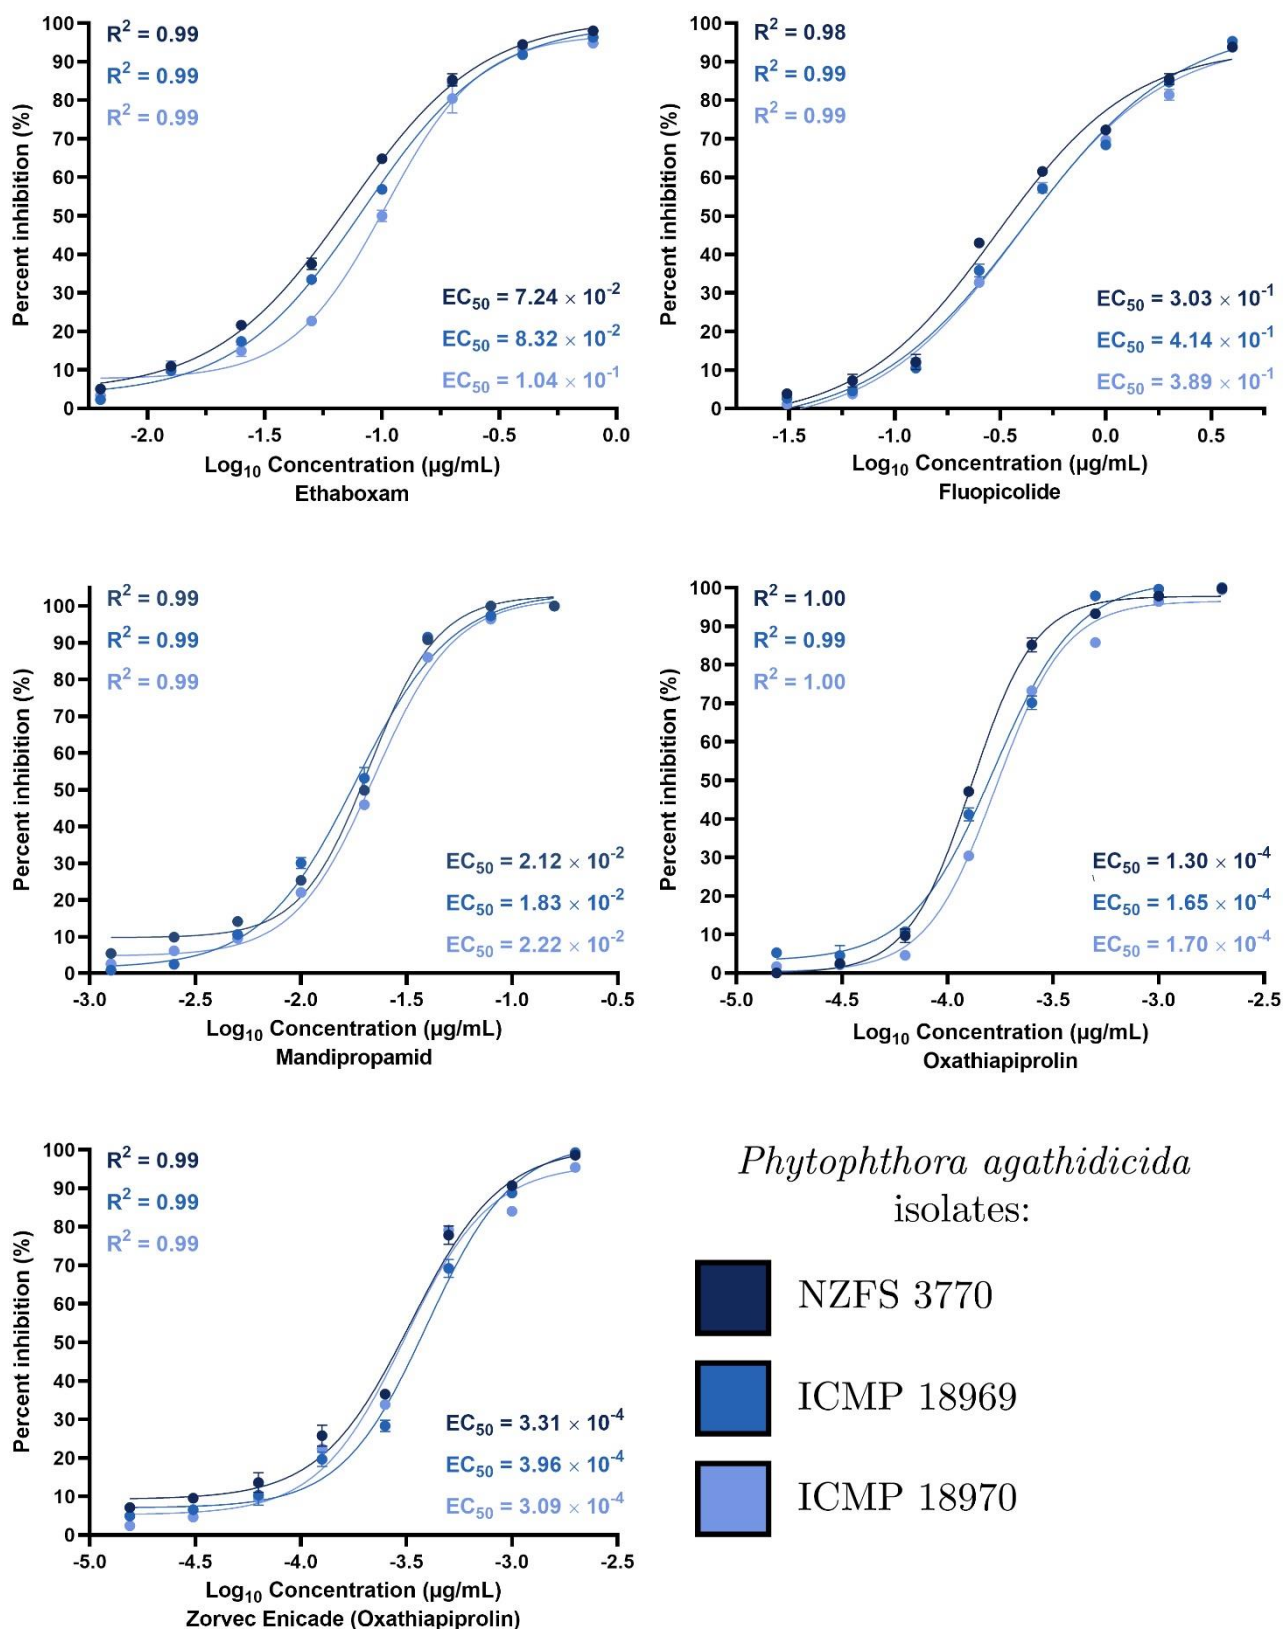 R² = 0.99
R² = 0.99
R² = 0.99
Percent inhibition (%)
100
90
80
70
60
50
40
30
20
10
0
EC₅₀ = 7.24 × 10⁻²
EC₅₀ = 8.32 × 10⁻²
EC₅₀ = 1.04 × 10⁻¹
-2.0 -1.5 -1.0 -0.5 0.0
Log₁₀ Concentration (µg/mL)
Ethaboxam
R² = 0.98
R² = 0.99
R² = 0.99
Percent inhibition (%)
100
90
80
70
60
50
40
30
20
10
0
EC₅₀ = 3.03 × 10⁻¹
EC₅₀ = 4.14 × 10⁻¹
EC₅₀ = 3.89 × 10⁻¹
-1.5 -1.0 -0.5 0.0 0.5
Log₁₀ Concentration (µg/mL)
Fluopicolide
R² = 0.99
R² = 0.99
R² = 0.99
Percent inhibition (%)
100
90
80
70
60
50
40
30
20
10
0
EC₅₀ = 2.12 × 10⁻²
EC₅₀ = 1.83 × 10⁻²
EC₅₀ = 2.22 × 10⁻²
-3.0 -2.5 -2.0 -1.5 -1.0 -0.5
Log₁₀ Concentration (µg/mL)
Mandipropamid
R² = 1.00
R² = 0.99
R² = 1.00
Percent inhibition (%)
100
90
80
70
60
50
40
30
20
10
0
EC₅₀ = 1.30 × 10⁻⁴
EC₅₀ = 1.65 × 10⁻⁴
EC₅₀ = 1.70 × 10⁻⁴
-5.0 -4.5 -4.0 -3.5 -3.0 -2.5
Log₁₀ Concentration (µg/mL)
Oxathiapiprolin
R² = 0.99
R² = 0.99
R² = 0.99
Percent inhibition (%)
100
90
80
70
60
50
40
30
20
10
0
EC₅₀ = 3.31 × 10⁻⁴
EC₅₀ = 3.96 × 10⁻⁴
EC₅₀ = 3.09 × 10⁻⁴
-5.0 -4.5 -4.0 -3.5 -3.0 -2.5
Log₁₀ Concentration (µg/mL)
Zorvec Enicade (Oxathiapiprolin)
Phytophthora agathidicida
isolates:
NZFS 3770
ICMP 18969
ICMP 18970